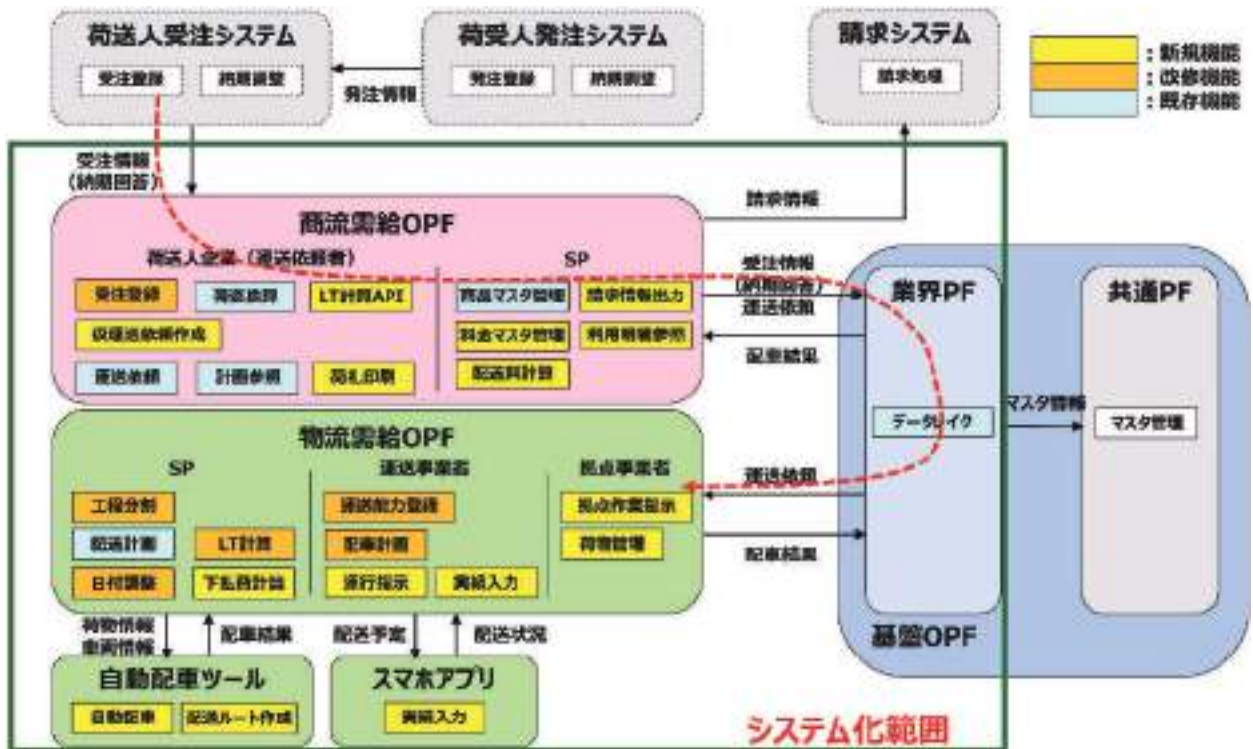 荷送人受注システム
受注登録
納期調整
発注情報
荷受人発注システム
発注登録
納期調整
請求システム
請求処理
：新規機能
：改修機能
：既存機能
受注情報
（納期回答）
請求情報
商流需給OPF
荷送人企業（運送依頼者）
受注登録
LT計算API
仮運送依頼作成
運送依頼
計画参照
荷札印刷
SP
商品マスタ管理
請求情報出力
料金マスタ管理
利用明細参照
配送料計算
受注情報
（納期回答）
運送依頼
配車結果
物流需給OPF
SP
工程分割
配送計画
LT計算
日付調整
下払料計算
運送事業者
運送能力登録
配車計画
運行指示
実績入力
拠点事業者
拠点作業指示
荷物管理
運送依頼
配車結果
業界PF
データレイク
基盤OPF
マスタ情報
共通PF
マスタ管理
荷物情報
車両情報
配車結果
配送予定
配送状況
自動配車ツール
自動配車
配送ルート作成
スマホアプリ
実績入力
システム化範囲